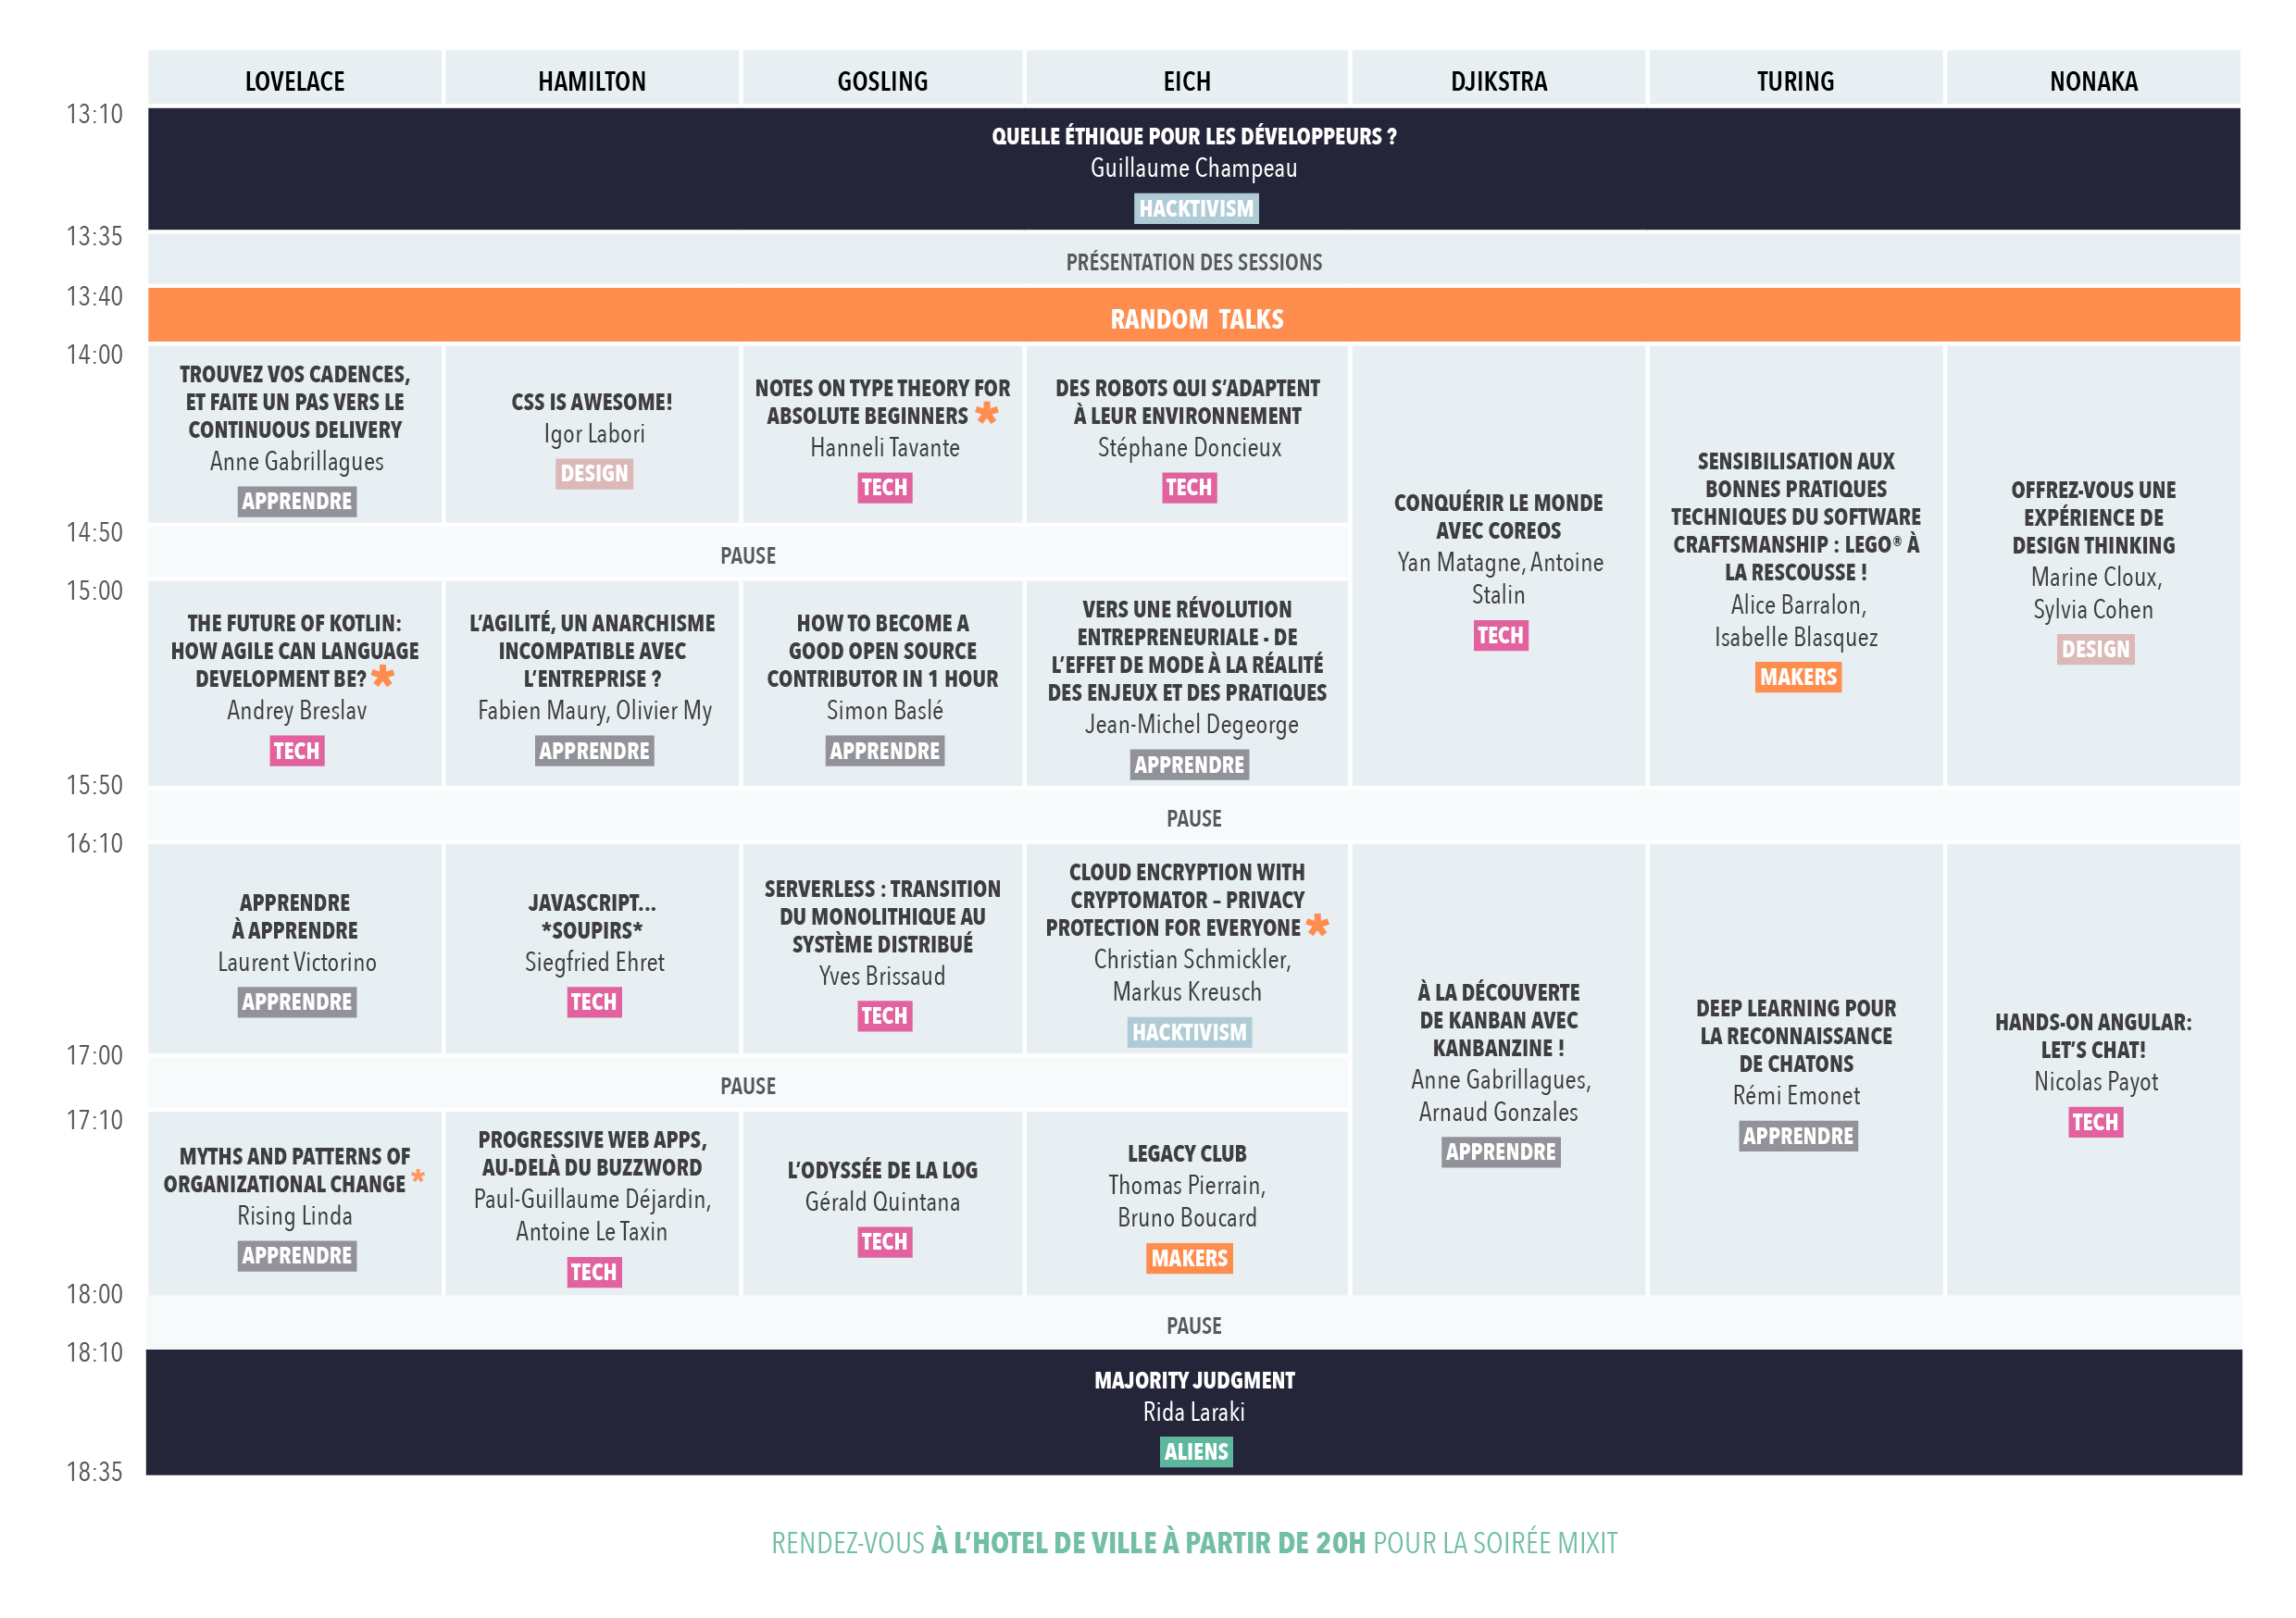 LOVELACE
HAMILTON
GOSLING
EICH
DJIKSTRA
TURING
NONAKA
13:10
QUELLE ÉTHIQUE POUR LES DÉVELOPPEURS ?
Guillaume Champeau
HACKTIVISM
13:35
PRÉSENTATION DES SESSIONS
13:40
RANDOM TALKS
14:00
TROUVEZ VOS CADENCES,
ET FAITE UN PAS VERS LE
CONTINUOUS DELIVERY
Anne Gabrillagues
APPRENDRE
CSS IS AWESOME!
Igor Labori
DESIGN
NOTES ON TYPE THEORY FOR
ABSOLUTE BEGINNERS *
Hanneli Tavante
TECH
DES ROBOTS QUI S’ADAPTENT
À LEUR ENVIRONNEMENT
Stéphane Doncieux
TECH
CONQUÉRIR LE MONDE
AVEC COREOS
Yan Matagne, Antoine
Stalin
TECH
SENSIBILISATION AUX
BONNES PRATIQUES
TECHNIQUES DU SOFTWARE
CRAFTSMANSHIP : LEGO® À
LA RESCOUSSE !
Alice Barralon,
Isabelle Blasquez
MAKERS
OFFREZ-VOUS UNE
EXPÉRIENCE DE
DESIGN THINKING
Marine Cloux,
Sylvia Cohen
DESIGN
14:50
PAUSE
15:00
THE FUTURE OF KOTLIN:
HOW AGILE CAN LANGUAGE
DEVELOPMENT BE? *
Andrey Breslav
TECH
L’AGILITÉ, UN ANARCHISME
INCOMPATIBLE AVEC
L’ENTREPRISE ?
Fabien Maury, Olivier My
APPRENDRE
HOW TO BECOME A
GOOD OPEN SOURCE
CONTRIBUTOR IN 1 HOUR
Simon Baslé
APPRENDRE
VERS UNE RÉVOLUTION
ENTREPRENEURIALE - DE
L’EFFET DE MODE À LA RÉALITÉ
DES ENJEUX ET DES PRATIQUES
Jean-Michel Degeorge
APPRENDRE
15:50
PAUSE
16:10
APPRENDRE
À APPRENDRE
Laurent Victorino
APPRENDRE
JAVASCRIPT...
*SOUPIRS*
Siegfried Ehret
TECH
SERVERLESS : TRANSITION
DU MONOLITHIQUE AU
SYSTÈME DISTRIBUÉ
Yves Brissaud
TECH
CLOUD ENCRYPTION WITH
CRYPTOMATOR – PRIVACY
PROTECTION FOR EVERYONE *
Christian Schmickler,
Markus Kreusch
HACKTIVISM
À LA DÉCOUVERTE
DE KANBAN AVEC
KANBANZINE !
Anne Gabrillagues,
Arnaud Gonzales
APPRENDRE
DEEP LEARNING POUR
LA RECONNAISSANCE
DE CHATONS
Rémi Emonet
APPRENDRE
HANDS-ON ANGULAR:
LET’S CHAT!
Nicolas Payot
TECH
17:00
PAUSE
17:10
MYTHS AND PATTERNS OF
ORGANIZATIONAL CHANGE *
Rising Linda
APPRENDRE
PROGRESSIVE WEB APPS,
AU-DELÀ DU BUZZWORD
Paul-Guillaume Déjardin,
Antoine Le Taxin
TECH
L’ODYSSÉE DE LA LOG
Gérald Quintana
TECH
LEGACY CLUB
Thomas Pierrain,
Bruno Boucard
MAKERS
18:00
PAUSE
18:10
MAJORITY JUDGMENT
Rida Laraki
ALIENS
18:35
RENDEZ-VOUS À L’HOTEL DE VILLE À PARTIR DE 20H POUR LA SOIRÉE MIXIT